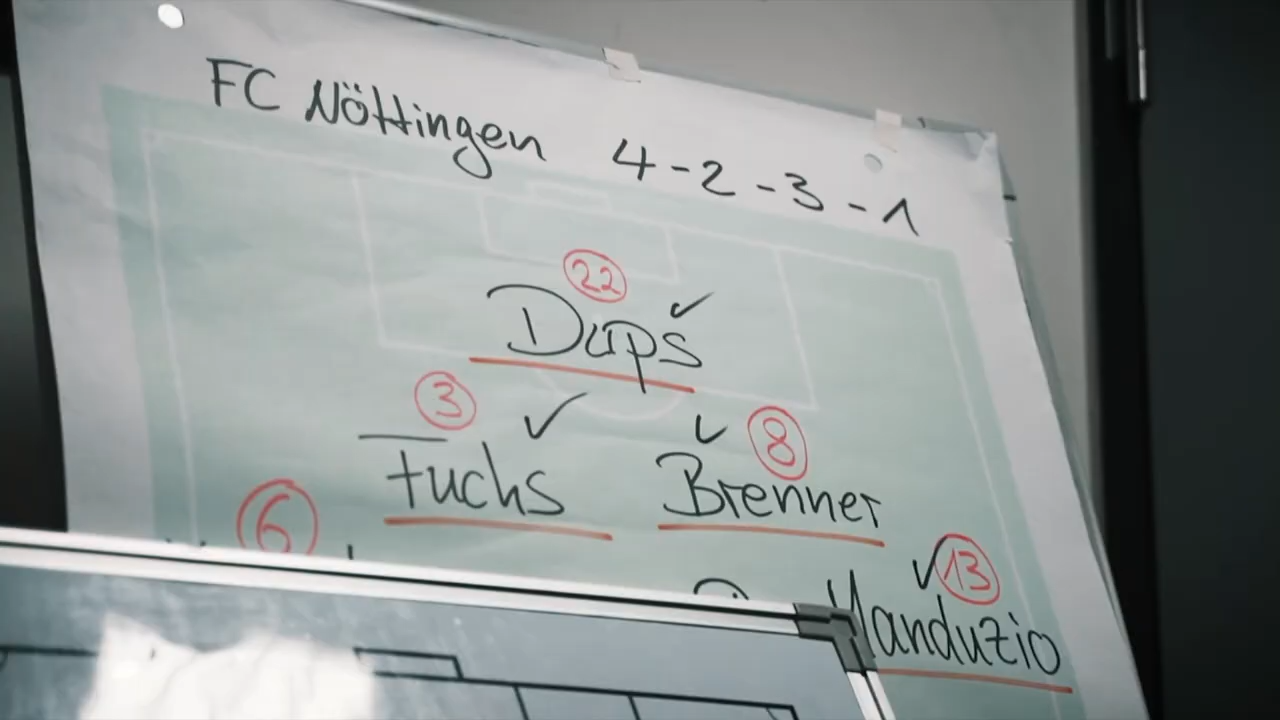 FC Nöttingen 4-2-3-1
22
Dups
3
8
Fuchs Brenner
6
13
Manduzio